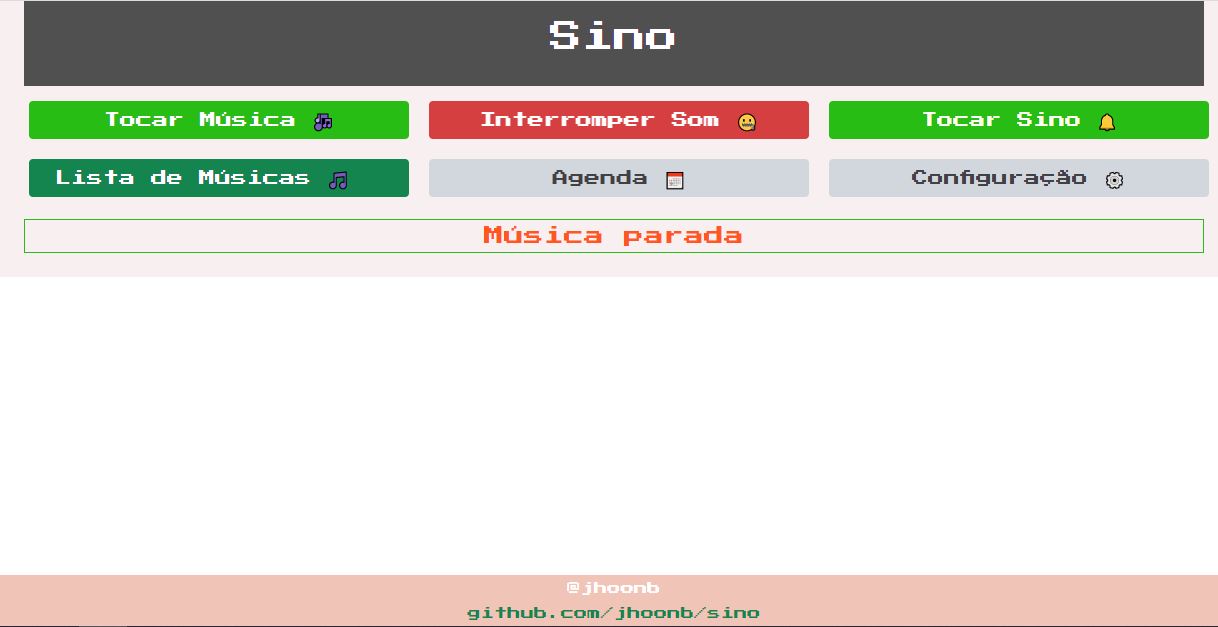 Sino
Tocar Música
Interromper Som
Tocar Sino
Lista de Músicas
Agenda
Configuração
Música parada
@jhoonb
github.com/jhoonb/sino